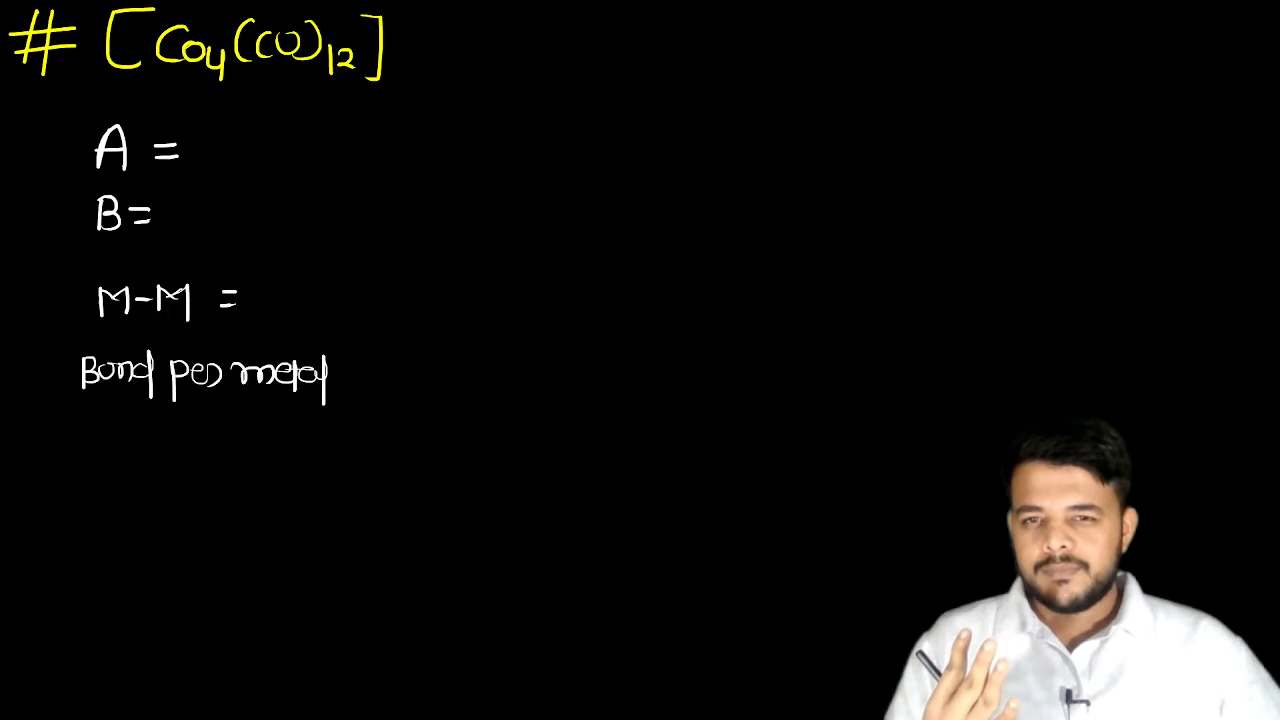 # [Co₄(CO)₁₂]
A =
B =
M-M =
Bond per metal